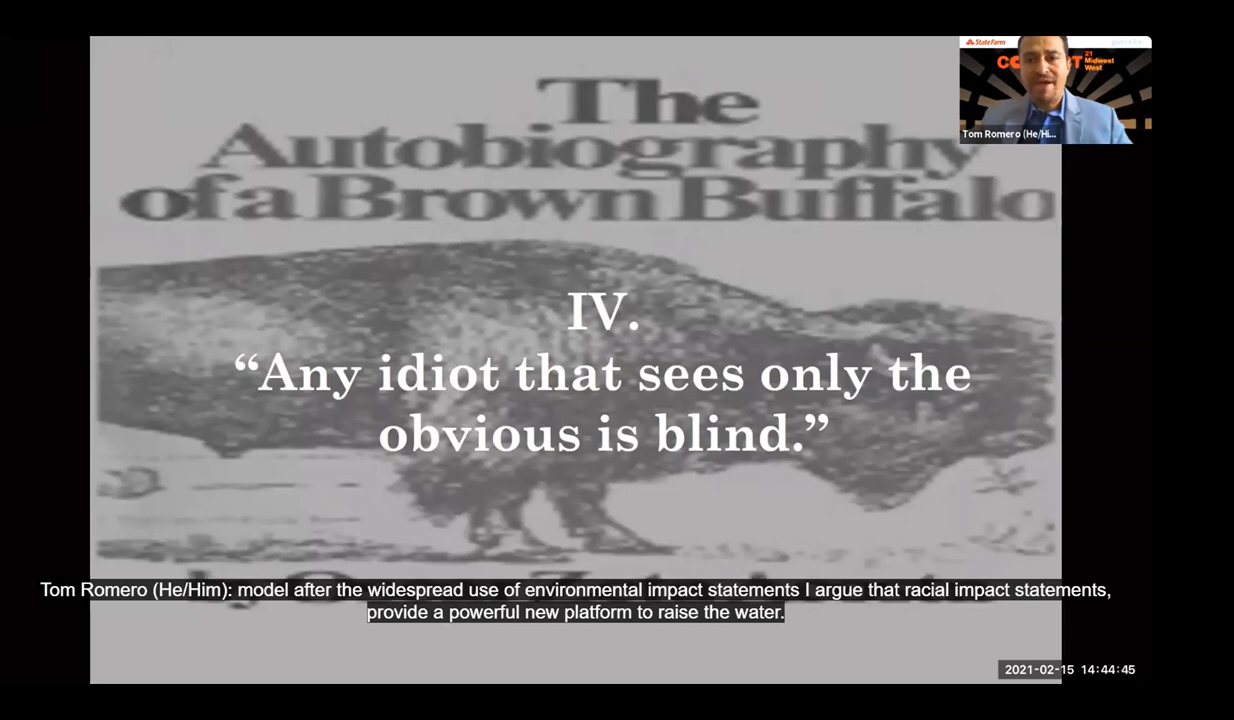 The
Autobiography
of a Brown Buffalo
IV.
“Any idiot that sees only the
obvious is blind.”
StateFarm
21
Midwest
West
Tom Romero (He/Hi...
Tom Romero (He/Him): model after the widespread use of environmental impact statements I argue that racial impact statements,
provide a powerful new platform to raise the water.
2021-02-15 14:44:45